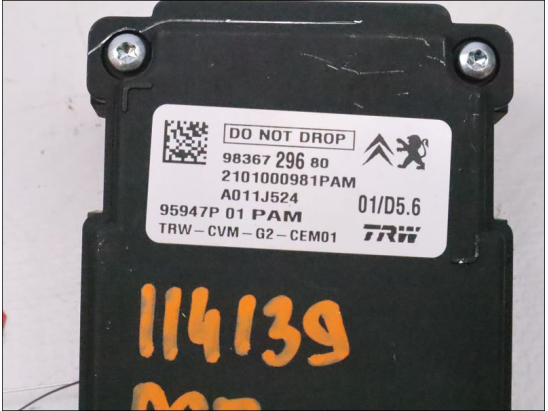 DO NOT DROP
98367 296 80
2101000981PAM
A011J524
01/D5.6
95947P 01 PAM
TRW-CVM-G2-CEM01
TRW
114139